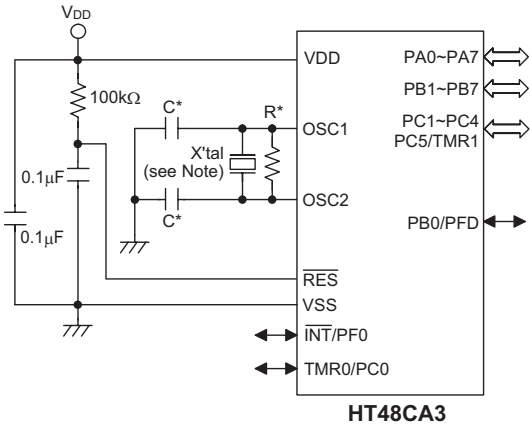 VDD
VDD
PA0~PA7
100kΩ
C*
R*
PB1~PB7
OSC1
PC1~PC4
PC5/TMR1
X'tal
(see Note)
0.1μF
OSC2
PB0/PFD
C*
0.1μF
RES
VSS
INT/PF0
TMR0/PC0
HT48CA3